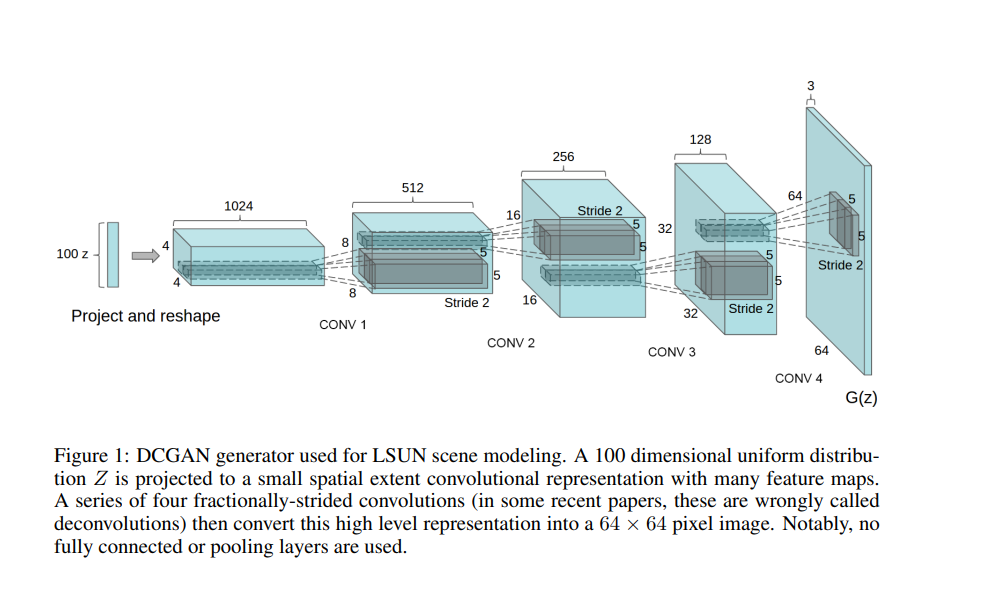 100 z
Project and reshape
1024
4
4
CONV 1
512
8
8
5
5
Stride 2
CONV 2
256
16
16
Stride 2
5
5
CONV 3
128
32
32
5
5
Stride 2
CONV 4
3
64
64
5
5
Stride 2
G(z)
Figure 1: DCGAN generator used for LSUN scene modeling. A 100 dimensional uniform distribu-
tion Z is projected to a small spatial extent convolutional representation with many feature maps.
A series of four fractionally-strided convolutions (in some recent papers, these are wrongly called
deconvolutions) then convert this high level representation into a 64 × 64 pixel image. Notably, no
fully connected or pooling layers are used.